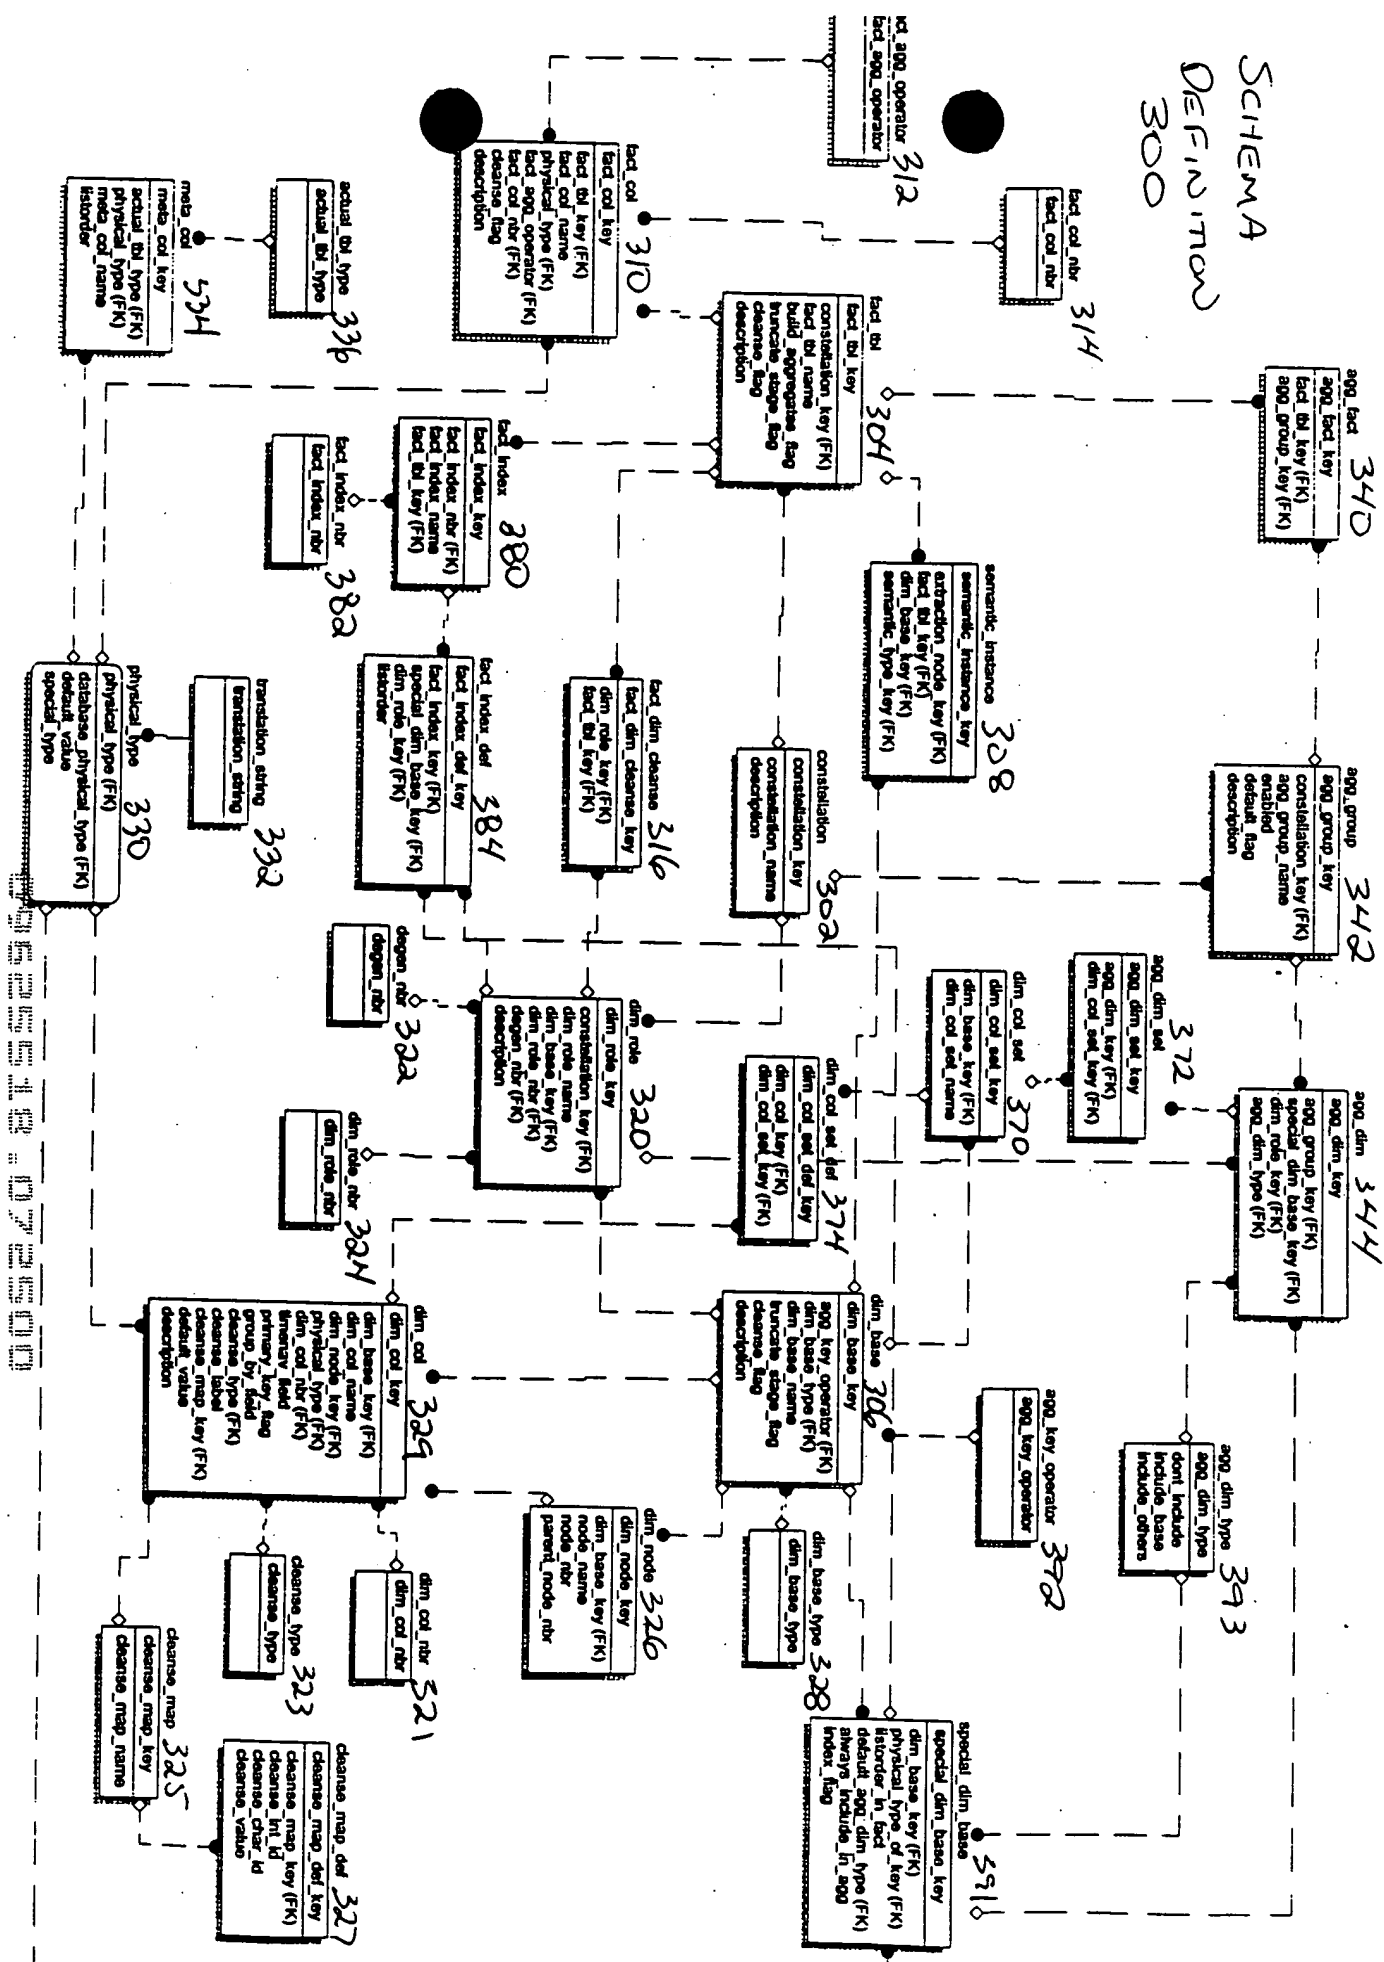 SCHEMA
DEFINITION
300
agg_fact 340
agg_fact_key
fact_tbl_key (FK)
agg_group_key (FK)
agg_group 342
agg_group_key
constellation_key (FK)
agg_group_name
enabled
default_flag
description
agg_dim 344
agg_dim_key
agg_group_key (FK)
special_dim_base_key (FK)
dim_role_key (FK)
agg_dim_type (FK)
agg_dim_type 393
agg_dim_type
dont_include
include_base
include_others
agg_dim_set 372
agg_dim_set_key
agg_dim_key (FK)
dim_col_set_key (FK)
fact_col_nbr 314
fact_col_nbr
fact_agg_operator 312
fact_agg_operator
semantic_instance 308
semantic_instance_key
extraction_node_key (FK)
fact_tbl_key (FK)
dim_base_key (FK)
semantic_type_key (FK)
dim_col_set 370
dim_col_set_key
dim_base_key (FK)
dim_col_set_name
agg_key_operator 392
agg_key_operator
special_dim_base 391
special_dim_base_key
dim_base_key (FK)
physical_type_of_key (FK)
listorder_in_fact
default_agg_dim_type (FK)
always_include_in_agg
index_flag
fact_tbl 304
fact_tbl_key
constellation_key (FK)
fact_tbl_name
build_aggregates_flag
truncate_stage_flag
cleanse_flag
description
constellation 302
constellation_key
constellation_name
description
dim_col_set_def 374
dim_col_set_def_key
dim_col_key (FK)
dim_col_set_key (FK)
dim_base 306
dim_base_key
agg_key_operator (FK)
dim_base_type (FK)
dim_base_name
truncate_stage_flag
cleanse_flag
description
dim_base_type 328
dim_base_type
fact_col 310
fact_col_key
fact_tbl_key (FK)
fact_col_name
physical_type (FK)
fact_agg_operator (FK)
fact_col_nbr (FK)
cleanse_flag
description
fact_dim_cleanse 316
fact_dim_cleanse_key
dim_role_key (FK)
fact_tbl_key (FK)
dim_role 320
dim_role_key
constellation_key (FK)
dim_role_name
dim_base_key (FK)
dim_role_nbr (FK)
degen_nbr (FK)
description
dim_node 326
dim_node_key
dim_base_key (FK)
node_name
node_nbr
parent_node_nbr
fact_index 380
fact_index_key
fact_index_nbr (FK)
fact_index_name
fact_tbl_key (FK)
fact_index_def 384
fact_index_def_key
fact_index_key (FK)
special_dim_base_key (FK)
dim_role_key (FK)
listorder
degen_nbr 322
degen_nbr
dim_role_nbr 324
dim_role_nbr
dim_col 329
dim_col_key
dim_base_key (FK)
dim_col_name
dim_node_key (FK)
physical_type (FK)
dim_col_nbr (FK)
timenav_field
primary_key_flag
group_by_field
cleanse_type (FK)
cleanse_label
cleanse_map_key (FK)
default_value
description
dim_col_nbr 321
dim_col_nbr
actual_tbl_type 336
actual_tbl_type
fact_index_nbr 382
fact_index_nbr
cleanse_type 323
cleanse_type
cleanse_map_def 327
cleanse_map_def_key
cleanse_map_key (FK)
cleanse_int_id
cleanse_char_id
cleanse_value
meta_col 334
meta_col_key
actual_tbl_type (FK)
physical_type (FK)
meta_col_name
listorder
translation_string 332
translation_string
physical_type 330
physical_type (FK)
database_physical_type (FK)
default_value
special_type
cleanse_map 325
cleanse_map_key
cleanse_map_name